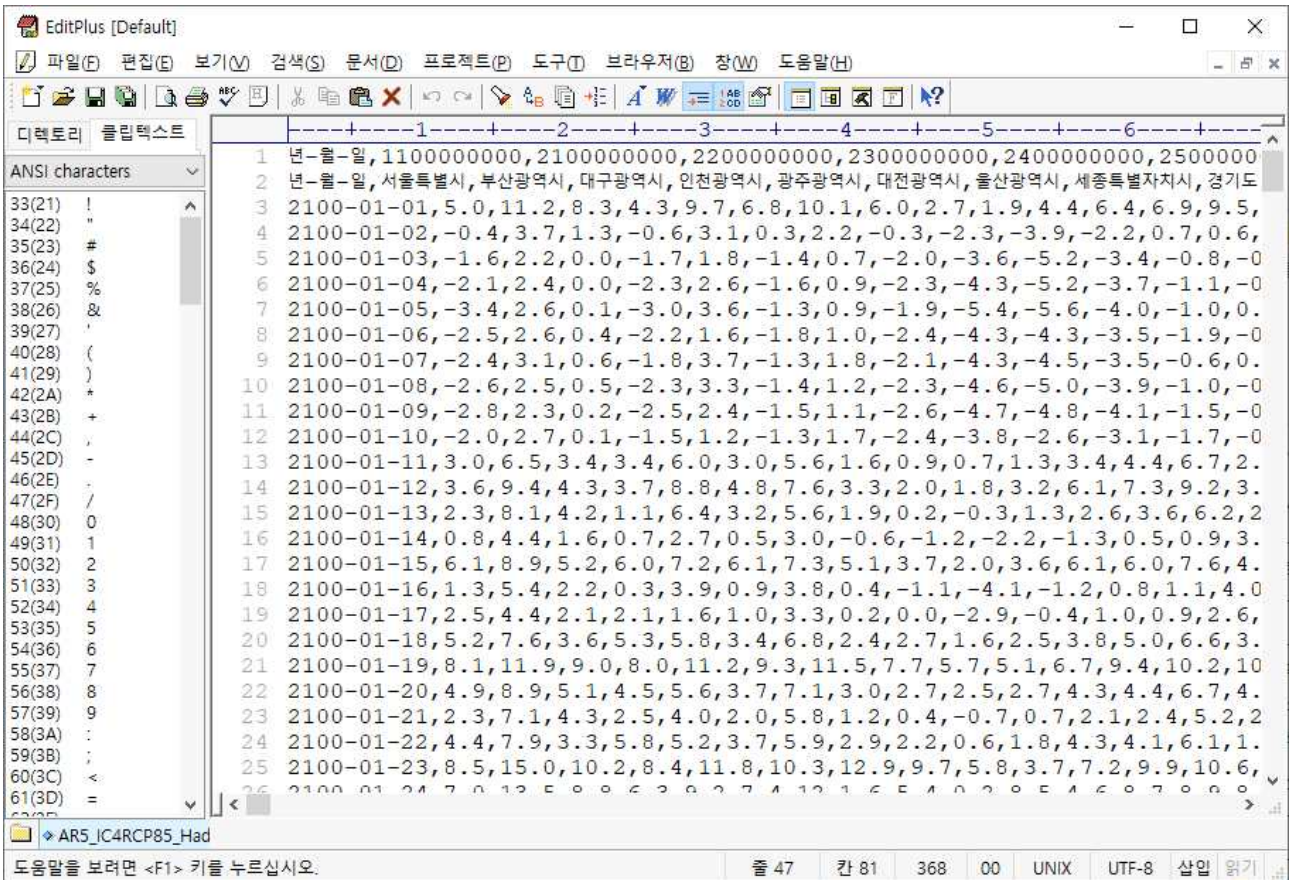 EditPlus [Default]
파일(F) 편집(E) 보기(V) 검색(S) 문서(D) 프로젝트(P) 도구(T) 브라우저(B) 창(W) 도움말(H)
디렉토리 클립텍스트
ANSI characters
33(21) !
34(22) "
35(23) #
36(24) $
37(25) %
38(26) &
39(27) '
40(28) (
41(29) )
42(2A) *
43(2B) +
44(2C) ,
45(2D) -
46(2E) .
47(2F) /
48(30) 0
49(31) 1
50(32) 2
51(33) 3
52(34) 4
53(35) 5
54(36) 6
55(37) 7
56(38) 8
57(39) 9
58(3A) :
59(3B) ;
60(3C) <
61(3D) =
----+----1----+----2----+----3----+----4----+----5----+----6----+----
1 년-월-일,1100000000,2100000000,2200000000,2300000000,2400000000,2500000
2 년-월-일,서울특별시,부산광역시,대구광역시,인천광역시,광주광역시,대전광역시,울산광역시,세종특별자치시,경기도
3 2100-01-01,5.0,11.2,8.3,4.3,9.7,6.8,10.1,6.0,2.7,1.9,4.4,6.4,6.9,9.5,
4 2100-01-02,-0.4,3.7,1.3,-0.6,3.1,0.3,2.2,-0.3,-2.3,-3.9,-2.2,0.7,0.6,
5 2100-01-03,-1.6,2.2,0.0,-1.7,1.8,-1.4,0.7,-2.0,-3.6,-5.2,-3.4,-0.8,-0
6 2100-01-04,-2.1,2.4,0.0,-2.3,2.6,-1.6,0.9,-2.3,-4.3,-5.2,-3.7,-1.1,-0
7 2100-01-05,-3.4,2.6,0.1,-3.0,3.6,-1.3,0.9,-1.9,-5.4,-5.6,-4.0,-1.0,0.
8 2100-01-06,-2.5,2.6,0.4,-2.2,1.6,-1.8,1.0,-2.4,-4.3,-4.3,-3.5,-1.9,-0
9 2100-01-07,-2.4,3.1,0.6,-1.8,3.7,-1.3,1.8,-2.1,-4.3,-4.5,-3.5,-0.6,0.
10 2100-01-08,-2.6,2.5,0.5,-2.3,3.3,-1.4,1.2,-2.3,-4.6,-5.0,-3.9,-1.0,-0
11 2100-01-09,-2.8,2.3,0.2,-2.5,2.4,-1.5,1.1,-2.6,-4.7,-4.8,-4.1,-1.5,-0
12 2100-01-10,-2.0,2.7,0.1,-1.5,1.2,-1.3,1.7,-2.4,-3.8,-2.6,-3.1,-1.7,-0
13 2100-01-11,3.0,6.5,3.4,3.4,6.0,3.0,5.6,1.6,0.9,0.7,1.3,3.4,4.4,6.7,2.
14 2100-01-12,3.6,9.4,4.3,3.7,8.8,4.8,7.6,3.3,2.0,1.8,3.2,6.1,7.3,9.2,3.
15 2100-01-13,2.3,8.1,4.2,1.1,6.4,3.2,5.6,1.9,0.2,-0.3,1.3,2.6,3.6,6.2,2
16 2100-01-14,0.8,4.4,1.6,0.7,2.7,0.5,3.0,-0.6,-1.2,-2.2,-1.3,0.5,0.9,3.
17 2100-01-15,6.1,8.9,5.2,6.0,7.2,6.1,7.3,5.1,3.7,2.0,3.6,6.1,6.0,7.6,4.
18 2100-01-16,1.3,5.4,2.2,0.3,3.9,0.9,3.8,0.4,-1.1,-4.1,-1.2,0.8,1.1,4.0
19 2100-01-17,2.5,4.4,2.1,2.1,1.6,1.0,3.3,0.2,0.0,-2.9,-0.4,1.0,0.9,2.6,
20 2100-01-18,5.2,7.6,3.6,5.3,5.8,3.4,6.8,2.4,2.7,1.6,2.5,3.8,5.0,6.6,3.
21 2100-01-19,8.1,11.9,9.0,8.0,11.2,9.3,11.5,7.7,5.7,5.1,6.7,9.4,10.2,10
22 2100-01-20,4.9,8.9,5.1,4.5,5.6,3.7,7.1,3.0,2.7,2.5,2.7,4.3,4.4,6.7,4.
23 2100-01-21,2.3,7.1,4.3,2.5,4.0,2.0,5.8,1.2,0.4,-0.7,0.7,2.1,2.4,5.2,2
24 2100-01-22,4.4,7.9,3.3,5.8,5.2,3.7,5.9,2.9,2.2,0.6,1.8,4.3,4.1,6.1,1.
25 2100-01-23,8.5,15.0,10.2,8.4,11.8,10.3,12.9,9.7,5.8,3.7,7.2,9.9,10.6,
AR5_IC4RCP85_Had
도움말을 보려면 <F1> 키를 누르십시오. 줄 47 칸 81 368 00 UNIX UTF-8 삽입 읽기